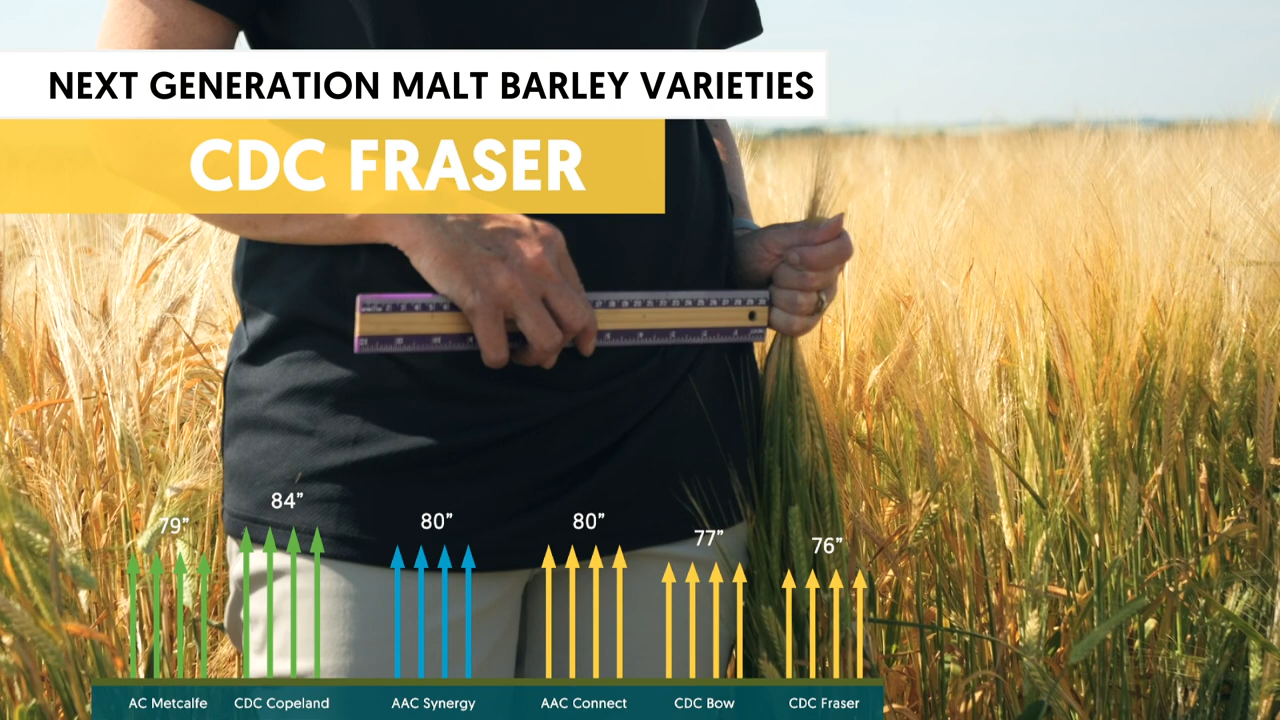 NEXT GENERATION MALT BARLEY VARIETIES
CDC FRASER
79”
84”
80”
80”
77”
76”
AC Metcalfe
CDC Copeland
AAC Synergy
AAC Connect
CDC Bow
CDC Fraser